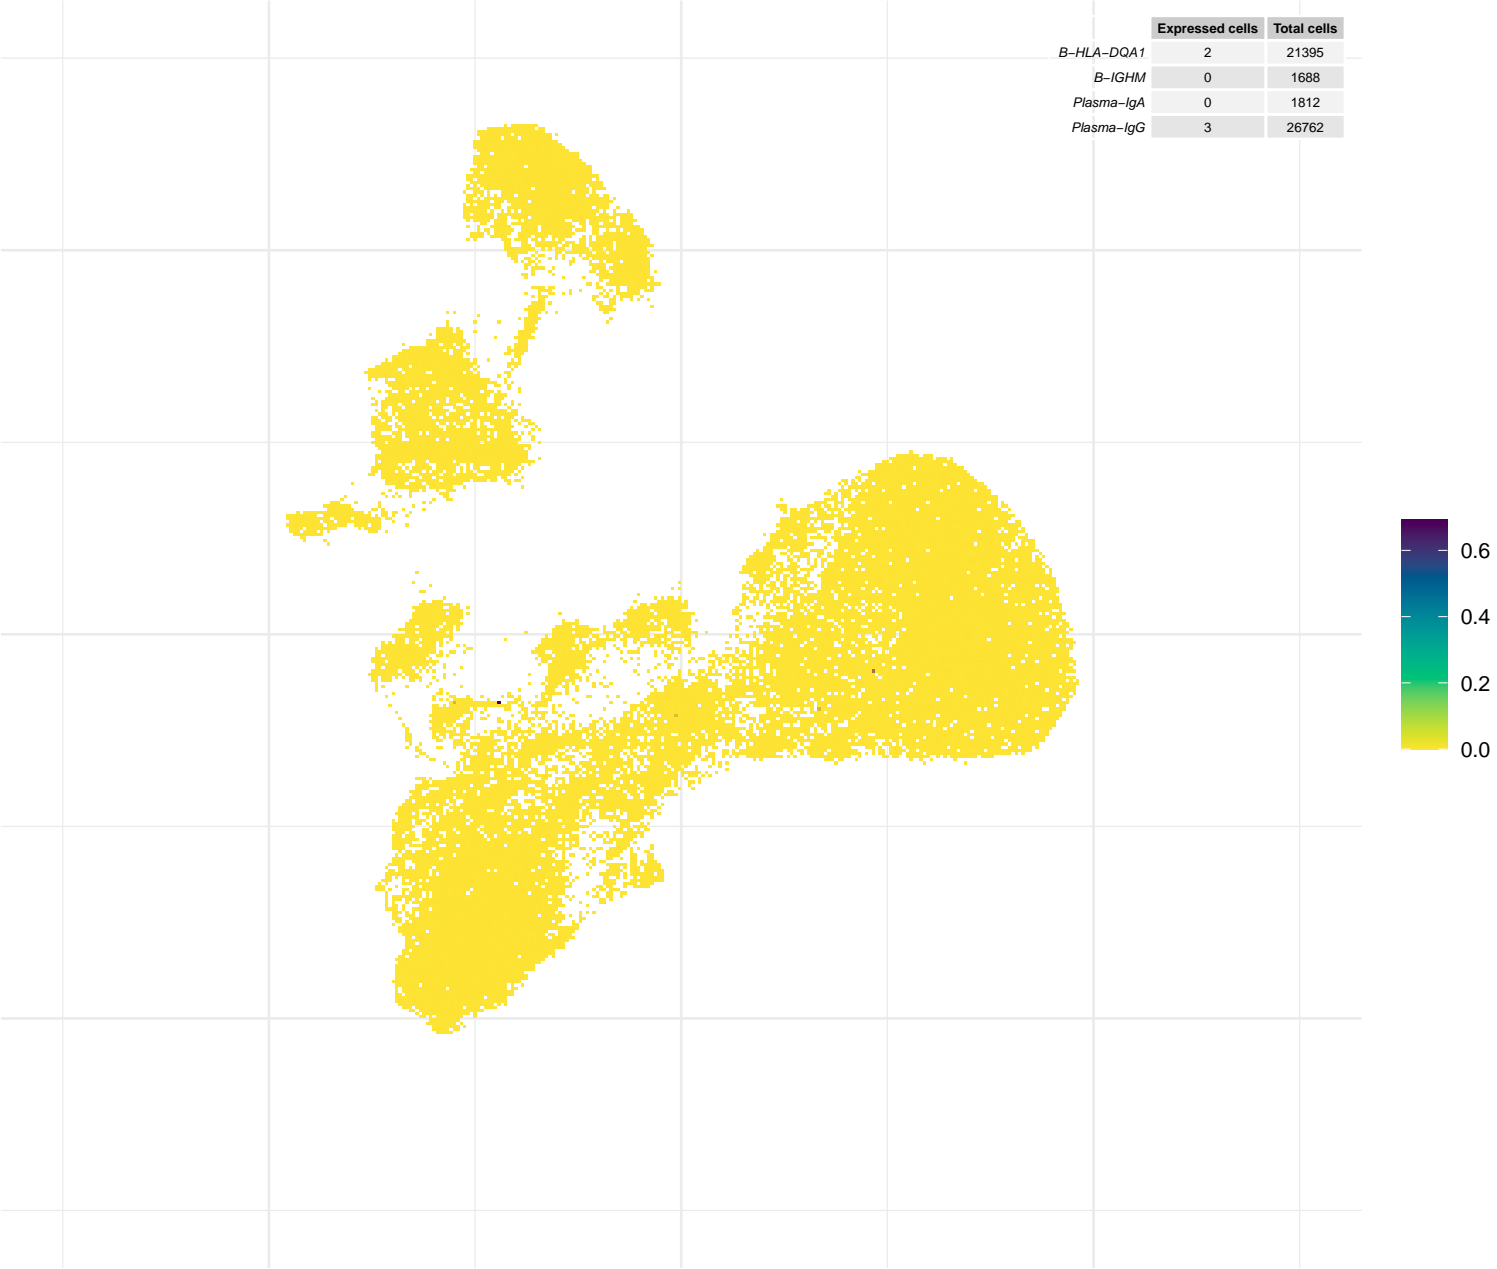 Expressed cells Total cells
B−HLA−DQA1 2 21395
B−IGHM 0 1688
Plasma−IgA 0 1812
Plasma−IgG 3 26762
0.6
0.4
0.2
0.0